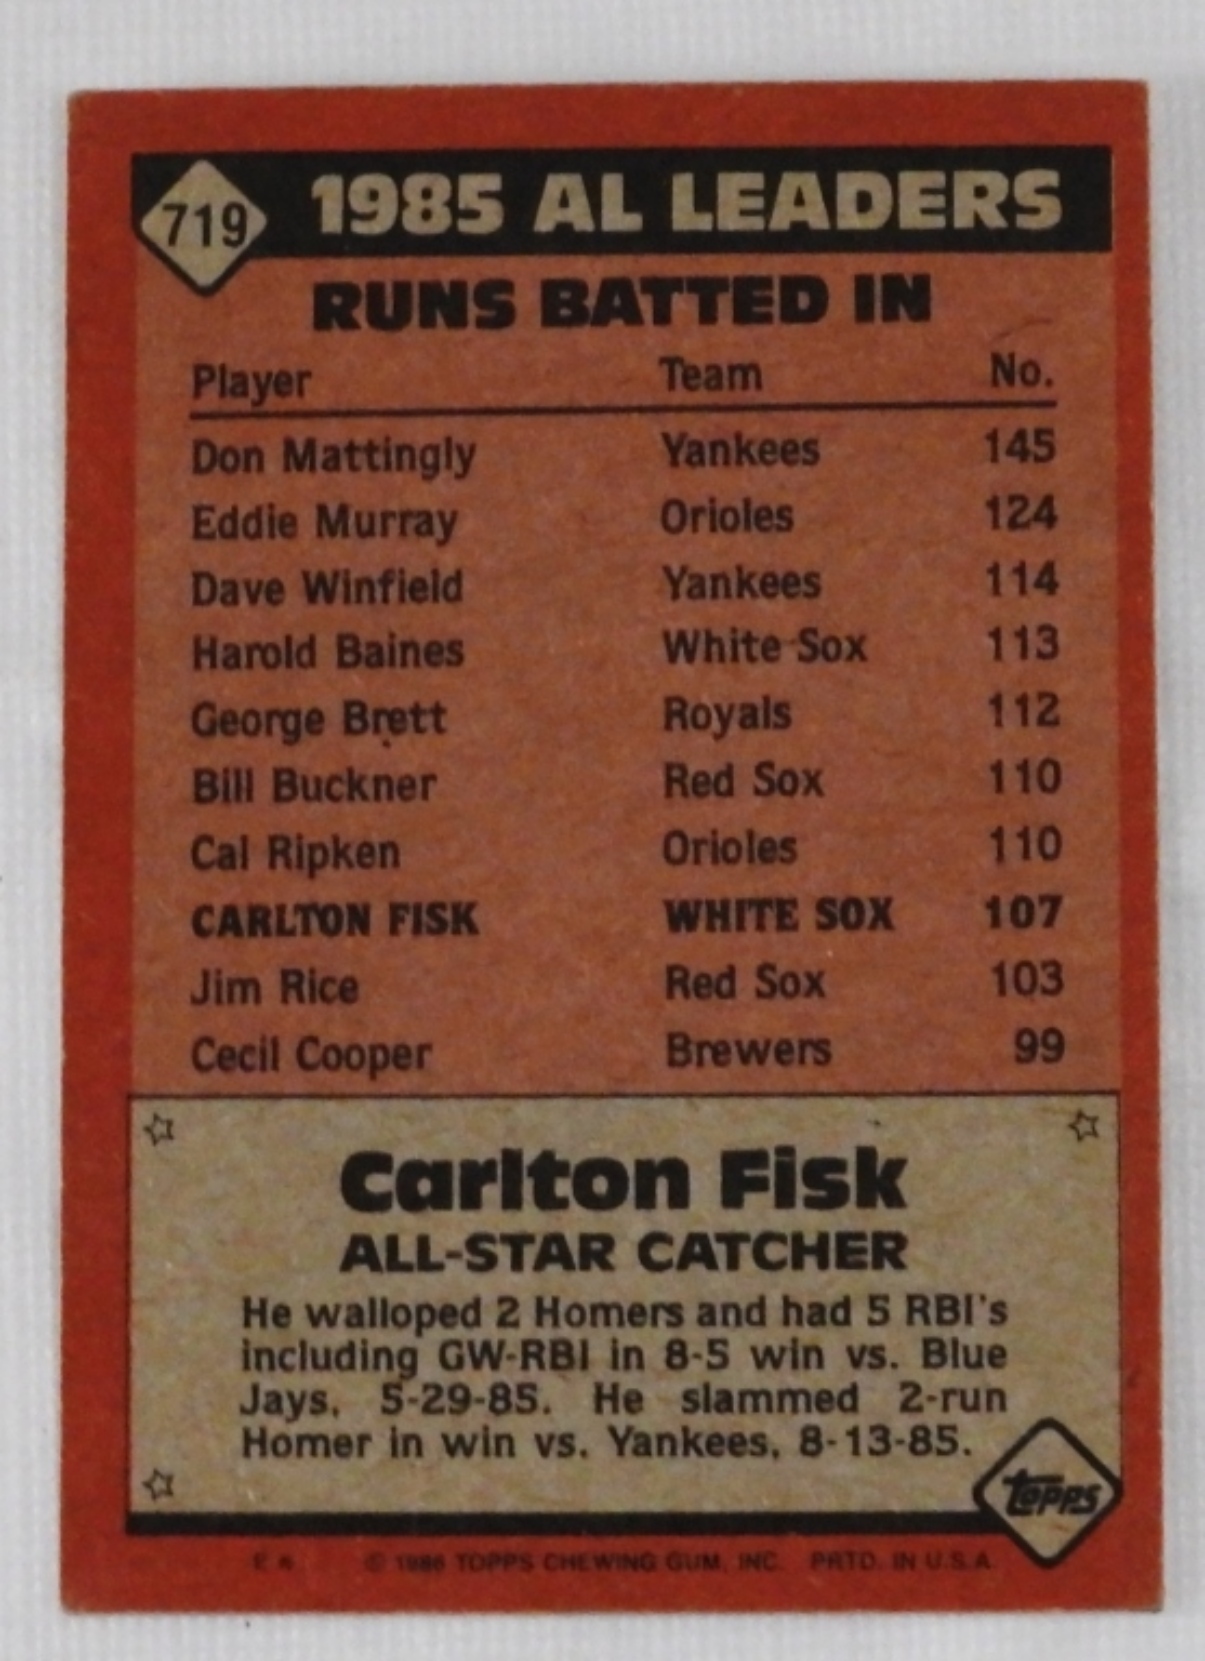 719 1985 AL LEADERS
RUNS BATTED IN
Player Team No.
Don Mattingly Yankees 145
Eddie Murray Orioles 124
Dave Winfield Yankees 114
Harold Baines White Sox 113
George Brett Royals 112
Bill Buckner Red Sox 110
Cal Ripken Orioles 110
CARLTON FISK WHITE SOX 107
Jim Rice Red Sox 103
Cecil Cooper Brewers 99
Carlton Fisk
ALL-STAR CATCHER
He walloped 2 Homers and had 5 RBI's
including GW-RBI in 8-5 win vs. Blue
Jays, 5-29-85. He slammed 2-run
Homer in win vs. Yankees, 8-13-85.
topps
© 1986 TOPPS CHEWING GUM, INC. PRTD. IN U.S.A.